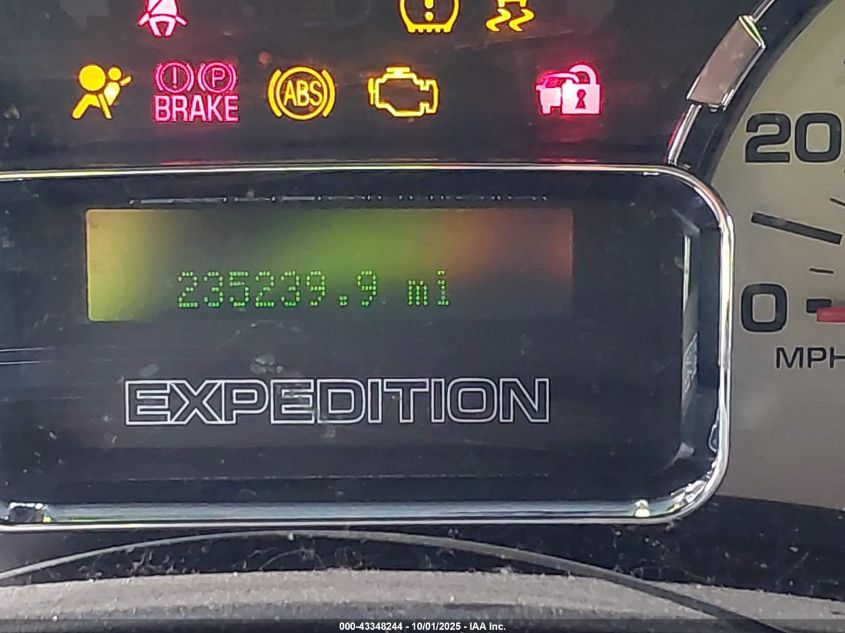 !
! P
BRAKE
ABS
20
235239.9 mi
0
MPH
EXPEDITION
000-43348244 - 10/01/2025 - IAA Inc.